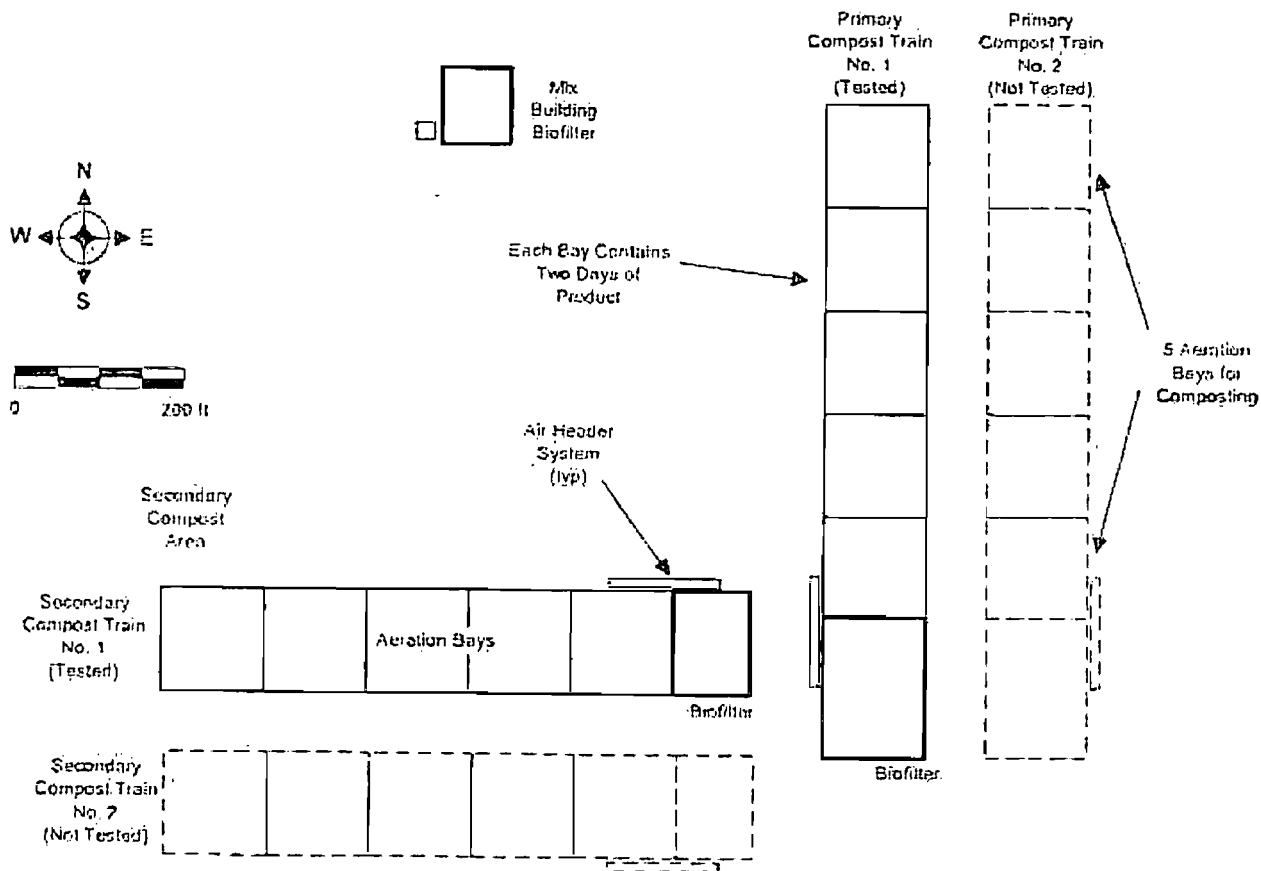 Primary
Compost Train
No. 1
(Tested)
Primary
Compost Train
No. 2
(Not Tested)
Mix
Building
Biofilter
N
W
E
S
0
200 ft
Each Bay Contains
Two Days of
Product
5 Aeration
Bays for
Composting
Air Header
System
(typ)
Secondary
Compost
Area
Secondary
Compost Train
No. 1
(Tested)
Aeration Bays
Biofilter
Biofilter
Secondary
Compost Train
No. 2
(Not Tested)